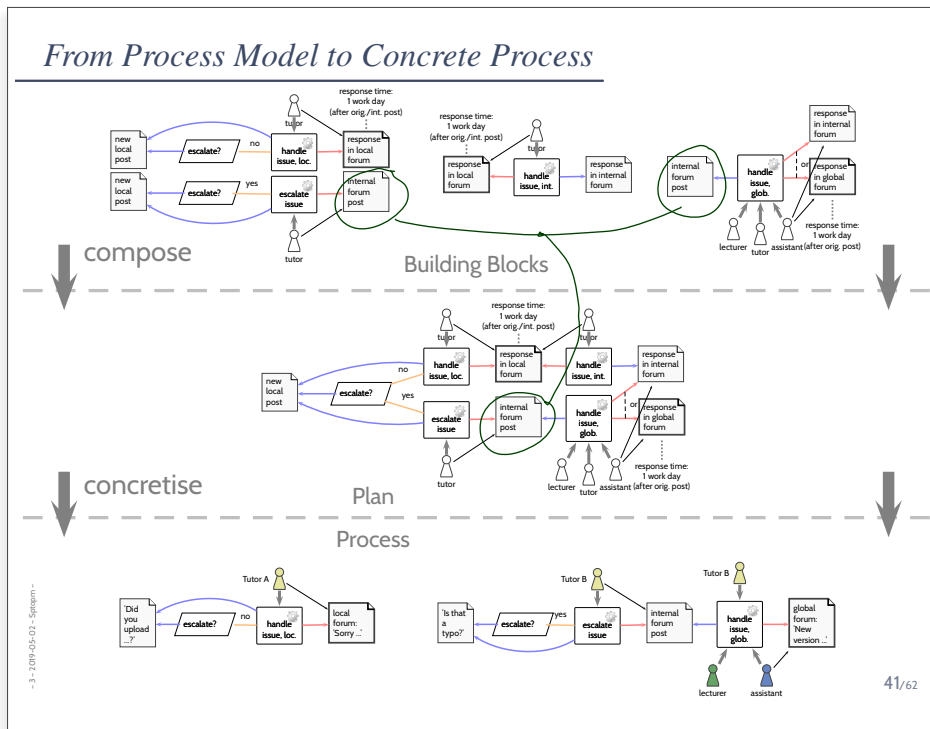 From Process Model to Concrete Process
response time:
1 work day
(after orig./int. post)
tutor
new
local
post
escalate?
no
handle
issue, loc.
response
in local
forum
new
local
post
escalate?
yes
escalate
issue
internal
forum
post
tutor
response time:
1 work day
(after orig./int. post)
tutor
response
in local
forum
handle
issue, int.
response
in internal
forum
response
in internal
forum
internal
forum
post
handle
issue,
glob.
or
response
in global
forum
lecturer
tutor
assistant
response time:
1 work day
(after orig. post)
compose
Building Blocks
response time:
1 work day
(after orig./int. post)
tutor
tutor
new
local
post
escalate?
no
yes
handle
issue, loc.
response
in local
forum
handle
issue, int.
response
in internal
forum
escalate
issue
internal
forum
post
handle
issue,
glob.
or
response
in global
forum
tutor
lecturer
tutor
assistant
response time:
1 work day
(after orig. post)
concretise
Plan
Process
Tutor A
'Did
you
upload
...?'
escalate?
no
handle
issue, loc.
local
forum:
'Sorry ...'
Tutor B
'Is that
a
typo?'
escalate?
yes
escalate
issue
internal
forum
post
Tutor B
handle
issue,
glob.
global
forum:
'New
version ...'
lecturer
assistant
– 3 – 2019-05-02 – Sptopm –
41/62